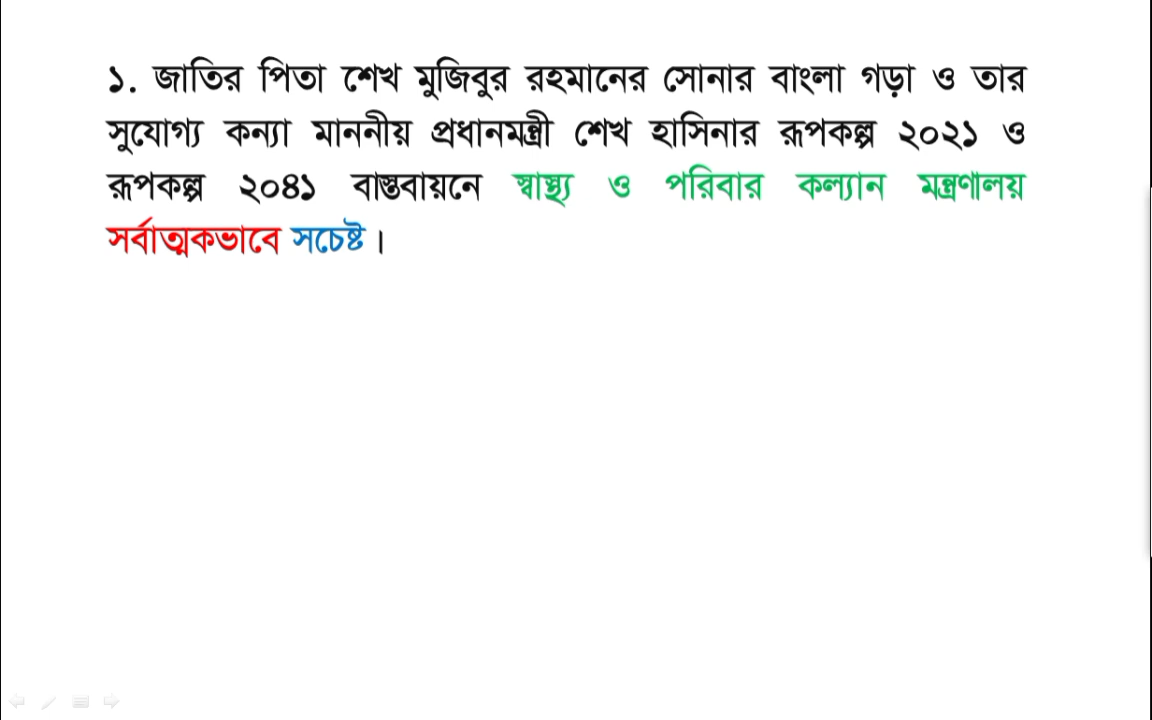 ১. জাতির পিতা শেখ মুজিবুর রহমানের সোনার বাংলা গড়া ও তার
সুযোগ্য কন্যা মাননীয় প্রধানমন্ত্রী শেখ হাসিনার রূপকল্প ২০২১ ও
রূপকল্প ২০৪১ বাস্তবায়নে স্বাস্থ্য ও পরিবার কল্যান মন্ত্রণালয়
সর্বাত্মকভাবে সচেষ্ট।